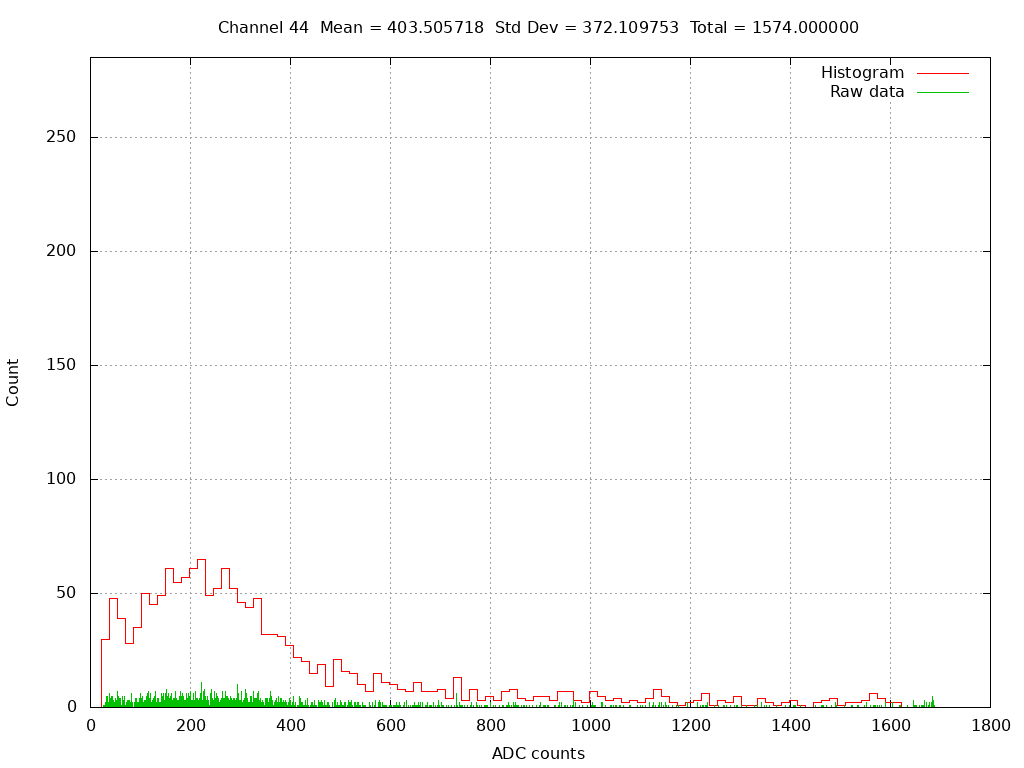 Channel 44  Mean = 403.505718  Std Dev = 372.109753  Total = 1574.000000
Histogram
Raw data
250
200
150
100
50
0
Count
0 200 400 600 800 1000 1200 1400 1600 1800
ADC counts